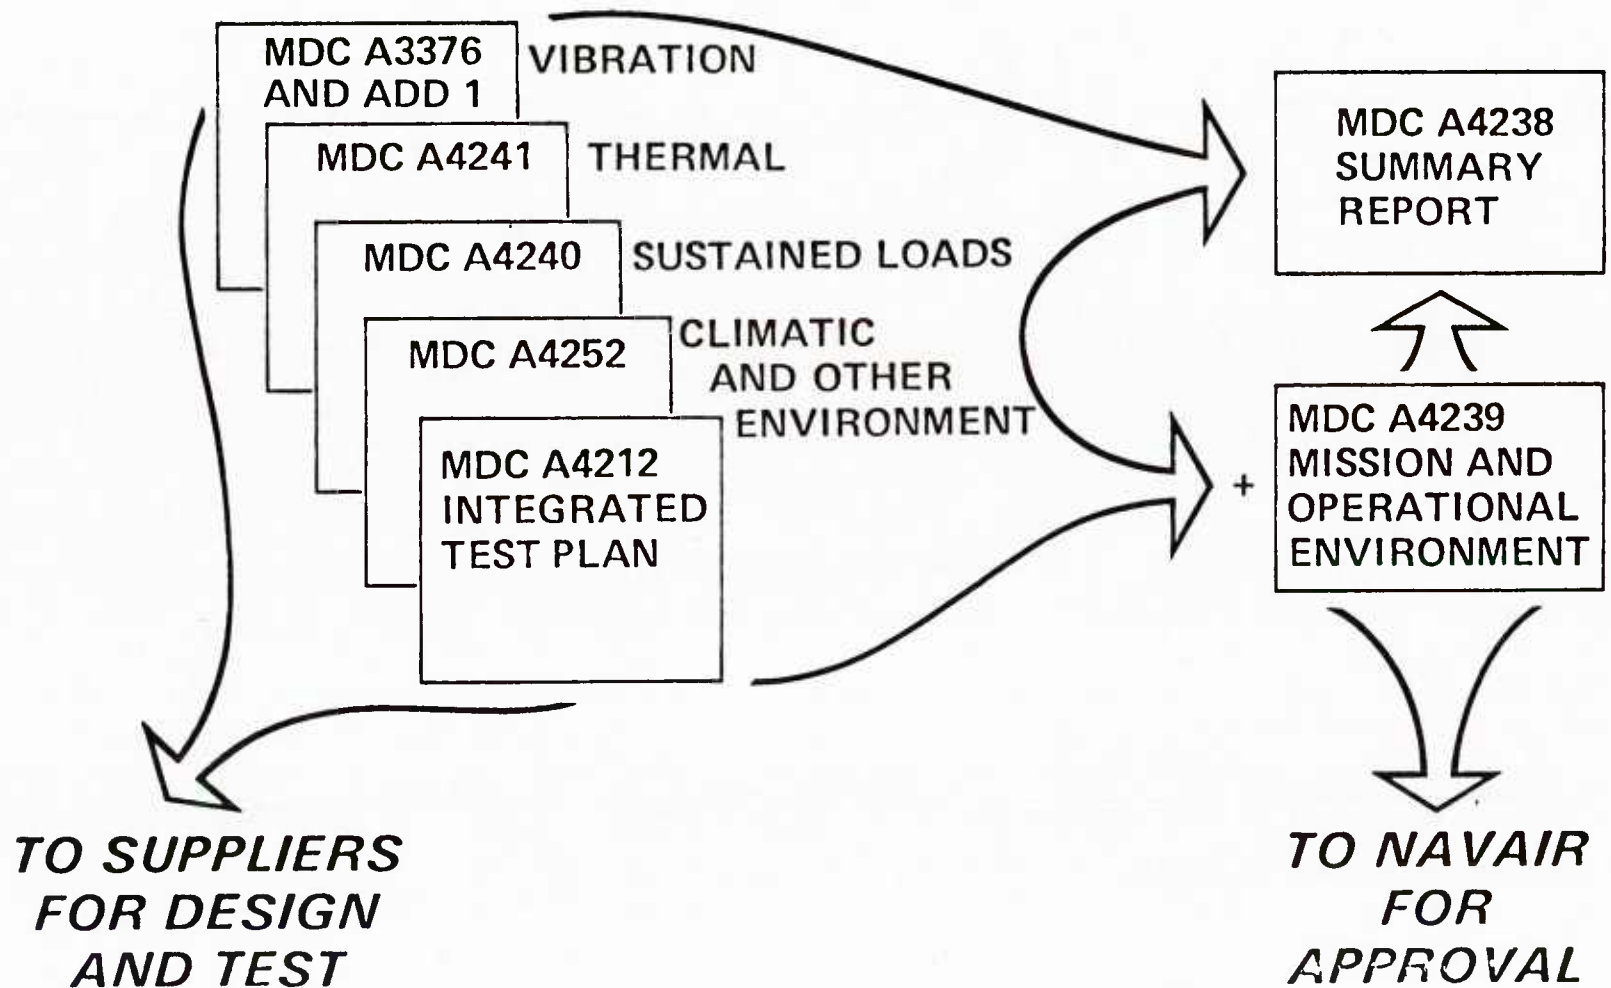 MDC A3376
AND ADD 1
VIBRATION
MDC A4241
THERMAL
MDC A4240
SUSTAINED LOADS
MDC A4252
CLIMATIC
AND OTHER
ENVIRONMENT
MDC A4212
INTEGRATED
TEST PLAN
MDC A4238
SUMMARY
REPORT
+
MDC A4239
MISSION AND
OPERATIONAL
ENVIRONMENT
TO SUPPLIERS
FOR DESIGN
AND TEST
TO NAVAIR
FOR
APPROVAL